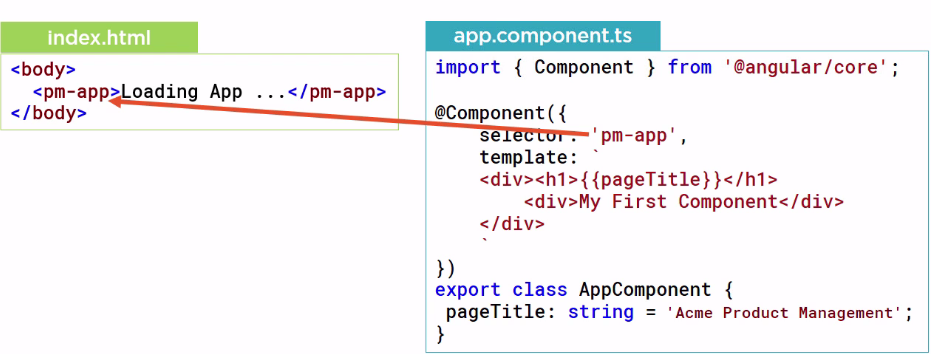 index.html
<body>
  <pm-app>Loading App ...</pm-app>
</body>
app.component.ts
import { Component } from '@angular/core';

@Component({
    selector: 'pm-app',
    template: `
    <div><h1>{{pageTitle}}</h1>
        <div>My First Component</div>
    </div>
    `
})
export class AppComponent {
 pageTitle: string = 'Acme Product Management';
}